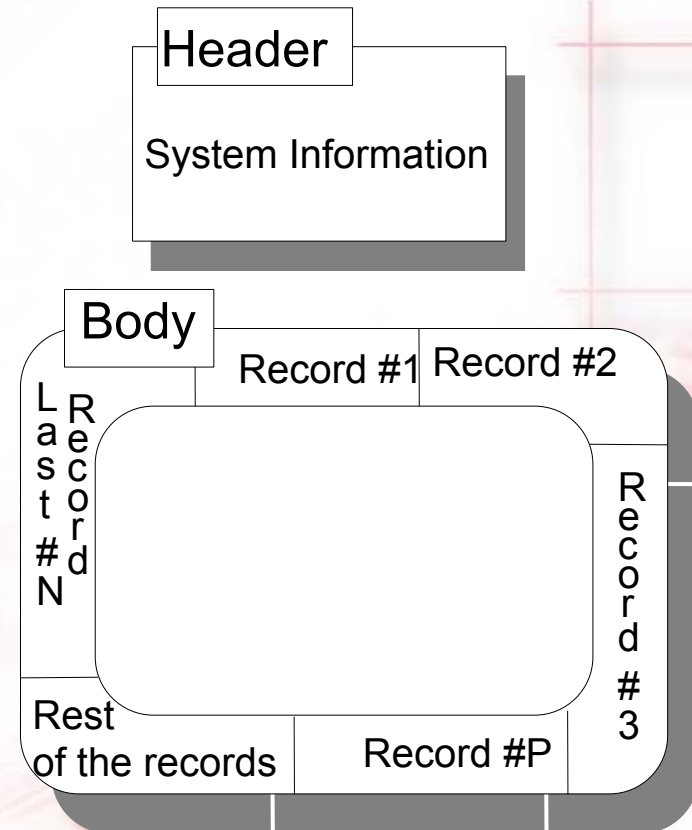 Header
System Information
Body
Record #1
Record #2
Record #3
Record #P
Rest
of the records
Last #N
Record